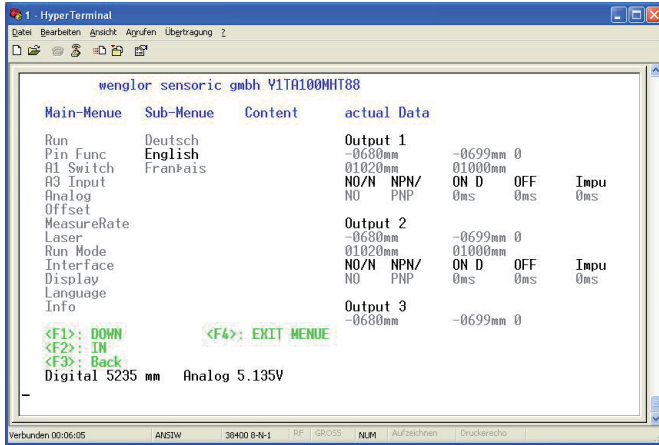 1 - HyperTerminal
Datei Bearbeiten Ansicht Anrufen Übertragung ?
wenglor sensoric gmbh Y1TA100MHT88
Main-Menue Sub-Menue Content actual Data
Run Deutsch Output 1
Pin Func English -0680mm -0699mm 0
A1 Switch FranÞais 01020mm 01000mm
A3 Input NO/N NPN/ ON D OFF Impu
Analog NO PNP 0ms 0ms 0ms
Offset
MeasureRate Output 2
Laser -0680mm -0699mm 0
Run Mode 01020mm 01000mm
Interface NO/N NPN/ ON D OFF Impu
Display NO PNP 0ms 0ms 0ms
Language
Info Output 3
-0680mm -0699mm 0
<F1>: DOWN <F4>: EXIT MENUE
<F2>: IN
<F3>: Back
Digital 5235 mm Analog 5.135V
Verbunden 00:06:05 ANSIW 38400 8-N-1 RF GROSS NUM Aufzeichnen Druckerecho